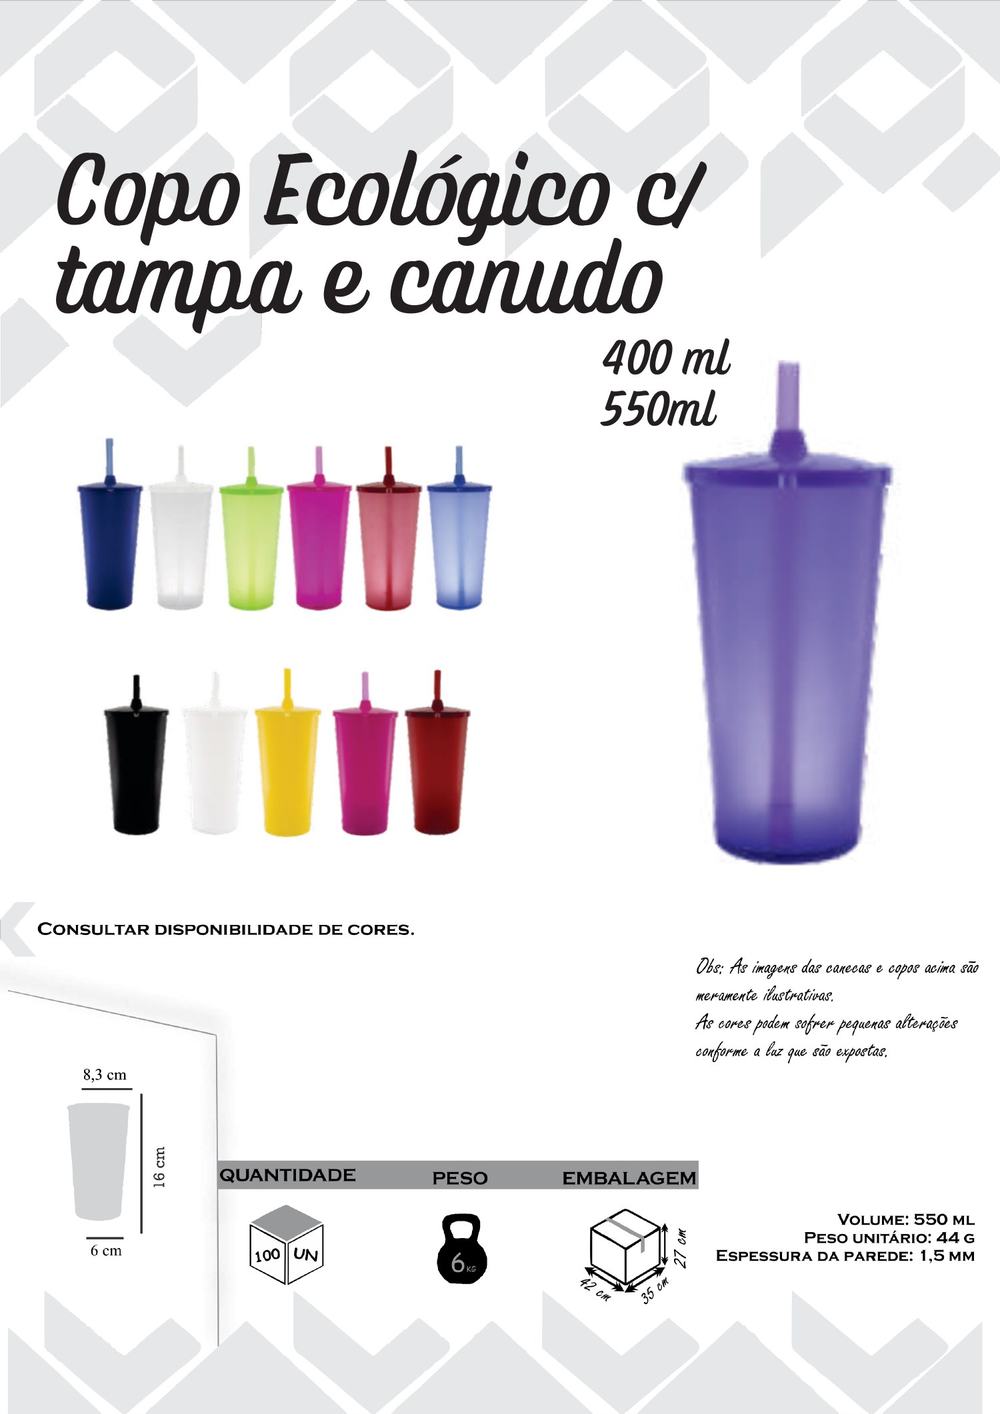 Copo Ecológico c/
tampa e canudo
400 ml
550ml
CONSULTAR DISPONIBILIDADE DE CORES.
Obs: As imagens das canecas e copos acima são
meramente ilustrativas.
As cores podem sofrer pequenas alterações
conforme a luz que são expostas.
8,3 cm
16 cm
6 cm
QUANTIDADE
PESO
EMBALAGEM
100 UN
6 KG
42 cm
35 cm
27 cm
VOLUME: 550 ML
PESO UNITÁRIO: 44 G
ESPESSURA DA PAREDE: 1,5 MM